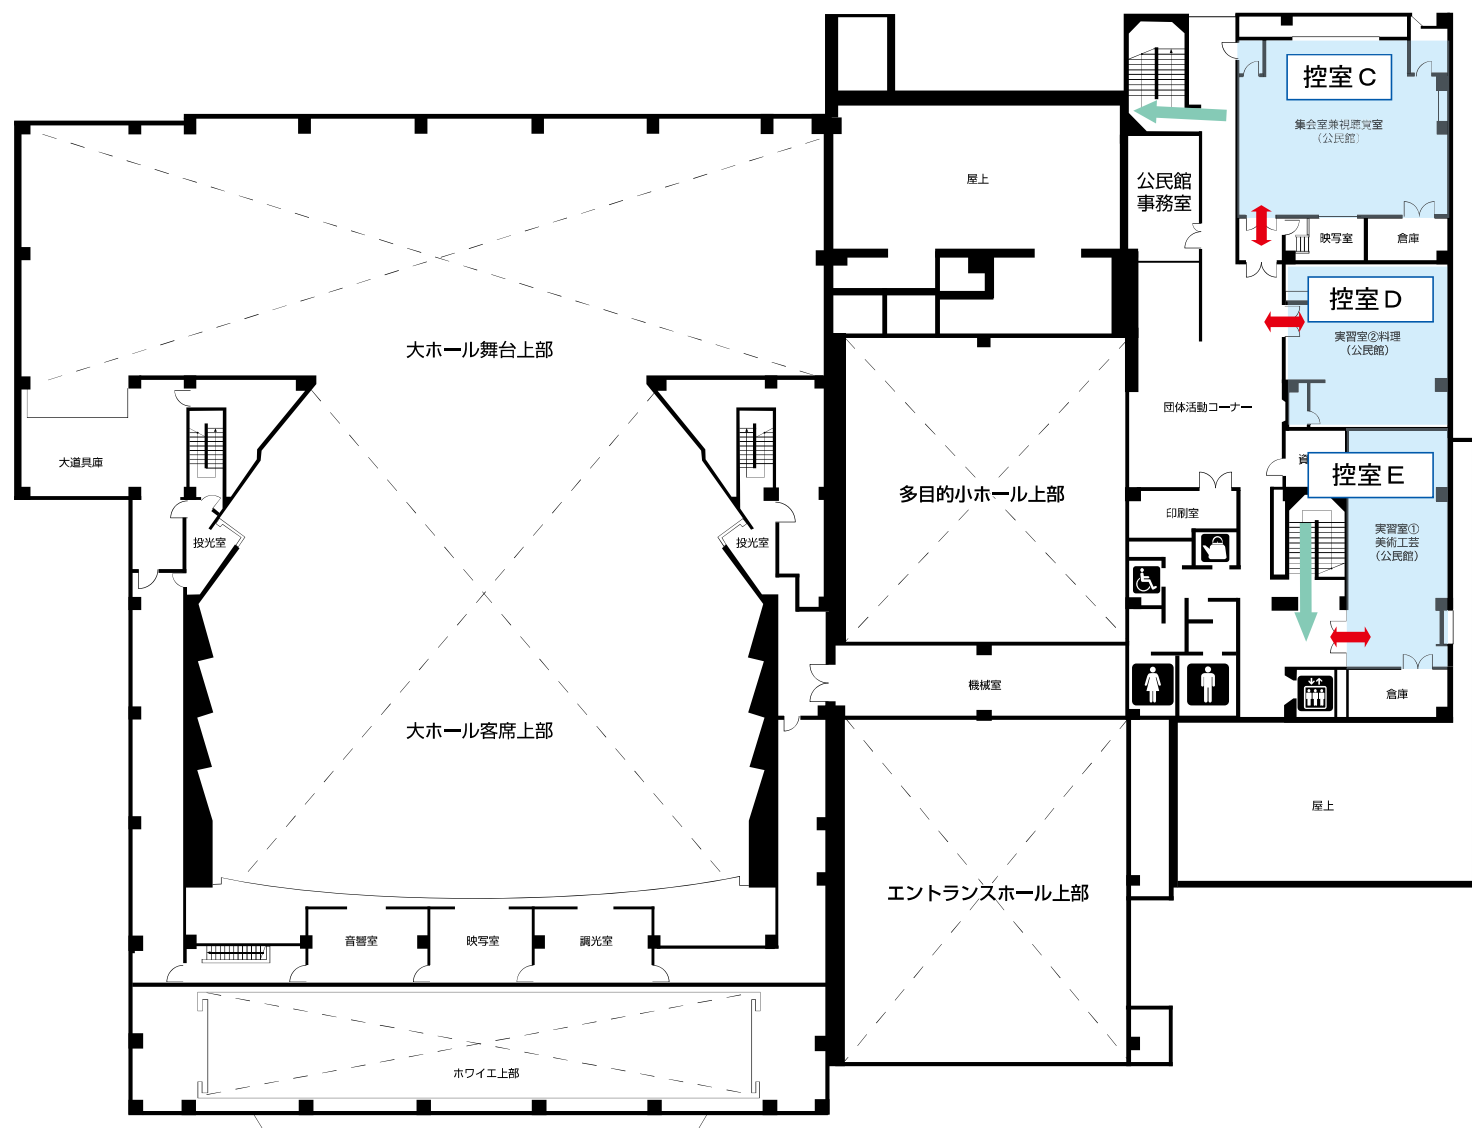 控室C
集会室兼視聴覚室
（公民館）
屋上
公民館
事務室
映写室
倉庫
控室D
実習室②料理
（公民館）
大ホール舞台上部
団体活動コーナー
大道具庫
資
控室E
多目的小ホール上部
印刷室
実習室①
美術工芸
（公民館）
投光室
投光室
機械室
倉庫
大ホール客席上部
屋上
エントランスホール上部
音響室
映写室
調光室
ホワイエ上部